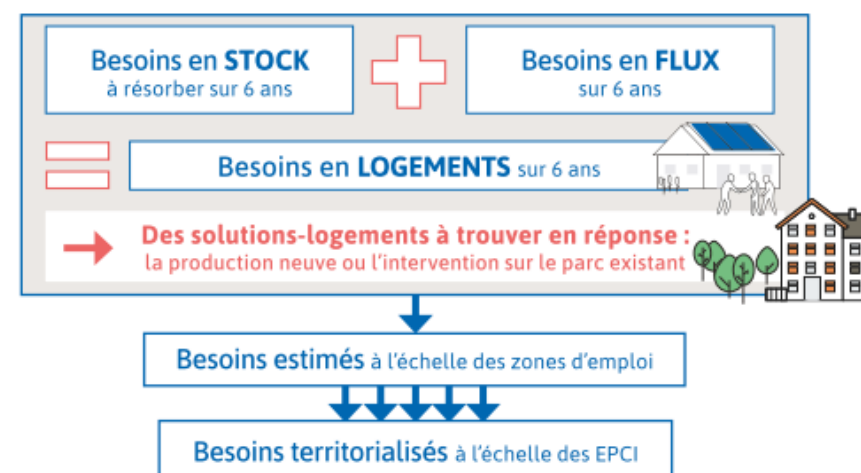 Besoins en STOCK
à résorber sur 6 ans
Besoins en FLUX
sur 6 ans
Besoins en LOGEMENTS sur 6 ans
Des solutions-logements à trouver en réponse :
la production neuve ou l'intervention sur le parc existant
Besoins estimés à l'échelle des zones d'emploi
Besoins territorialisés à l'échelle des EPCI